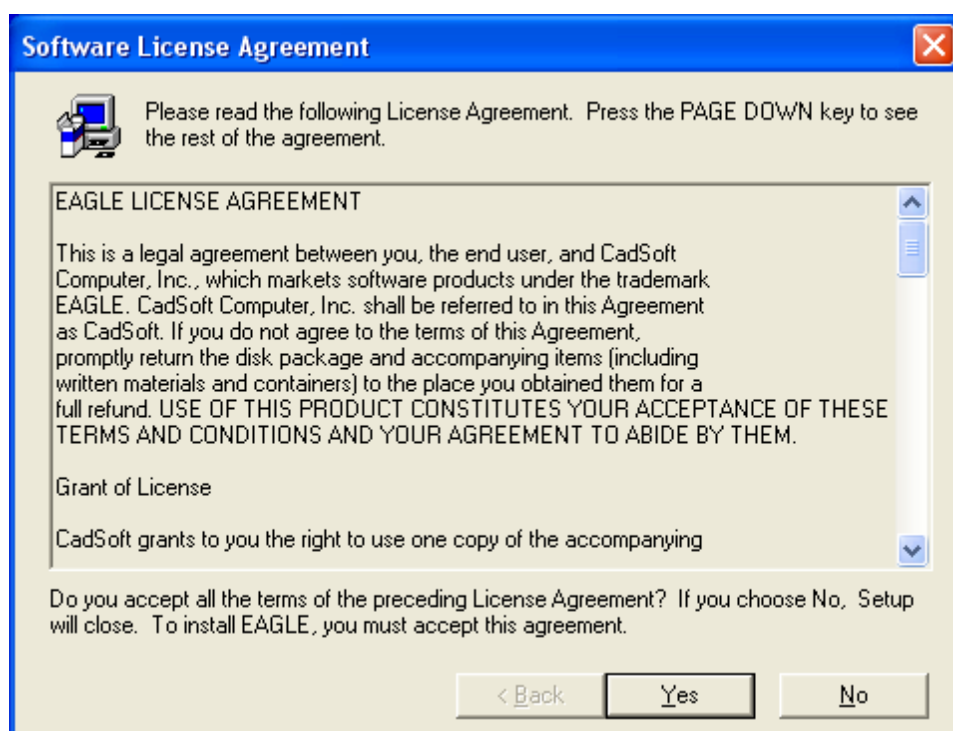 Software License Agreement
Please read the following License Agreement.  Press the PAGE DOWN key to see
the rest of the agreement.
EAGLE LICENSE AGREEMENT
This is a legal agreement between you, the end user, and CadSoft
Computer, Inc., which markets software products under the trademark
EAGLE. CadSoft Computer, Inc. shall be referred to in this Agreement
as CadSoft. If you do not agree to the terms of this Agreement,
promptly return the disk package and accompanying items (including
written materials and containers) to the place you obtained them for a
full refund. USE OF THIS PRODUCT CONSTITUTES YOUR ACCEPTANCE OF THESE
TERMS AND CONDITIONS AND YOUR AGREEMENT TO ABIDE BY THEM.
Grant of License
CadSoft grants to you the right to use one copy of the accompanying
Do you accept all the terms of the preceding License Agreement?  If you choose No,  Setup
will close.  To install EAGLE, you must accept this agreement.
< Back Yes No